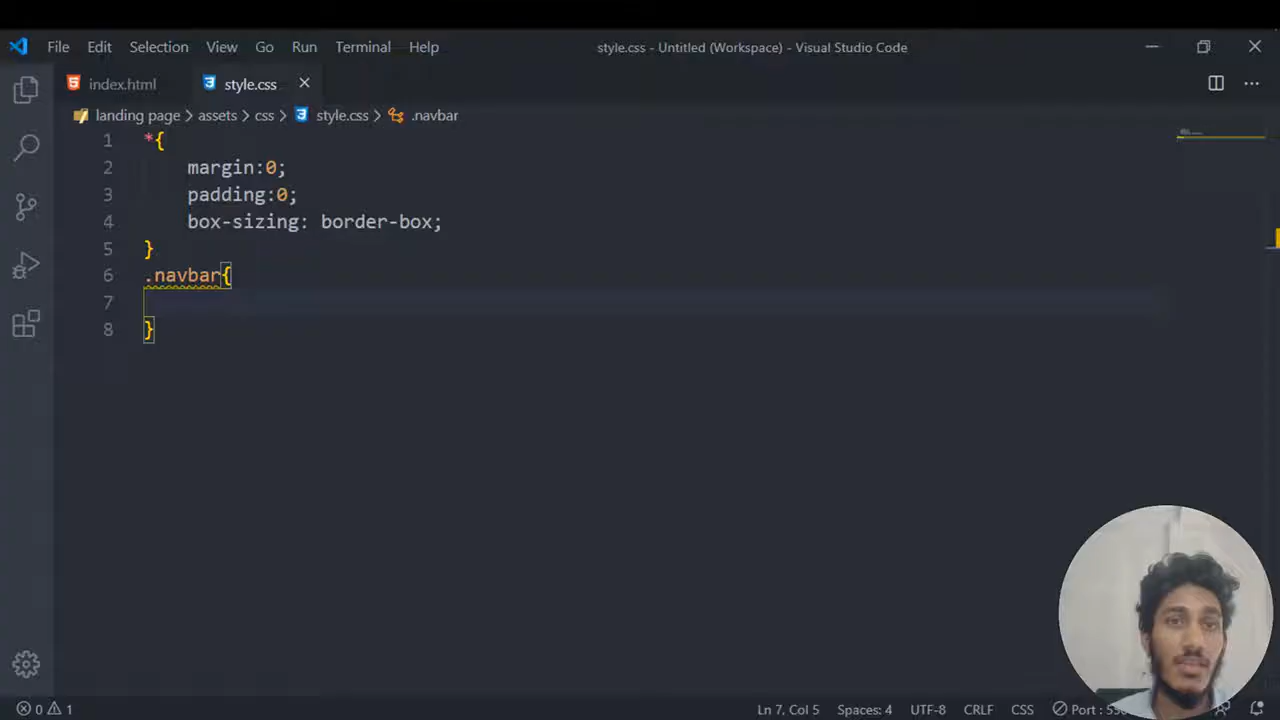 File Edit Selection View Go Run Terminal Help style.css - Untitled (Workspace) - Visual Studio Code
index.html style.css
landing page > assets > css > style.css > .navbar
1 *{
2 margin:0;
3 padding:0;
4 box-sizing: border-box;
5 }
6 .navbar{
7
8 }
0 1 Ln 7, Col 5 Spaces: 4 UTF-8 CRLF CSS Port :